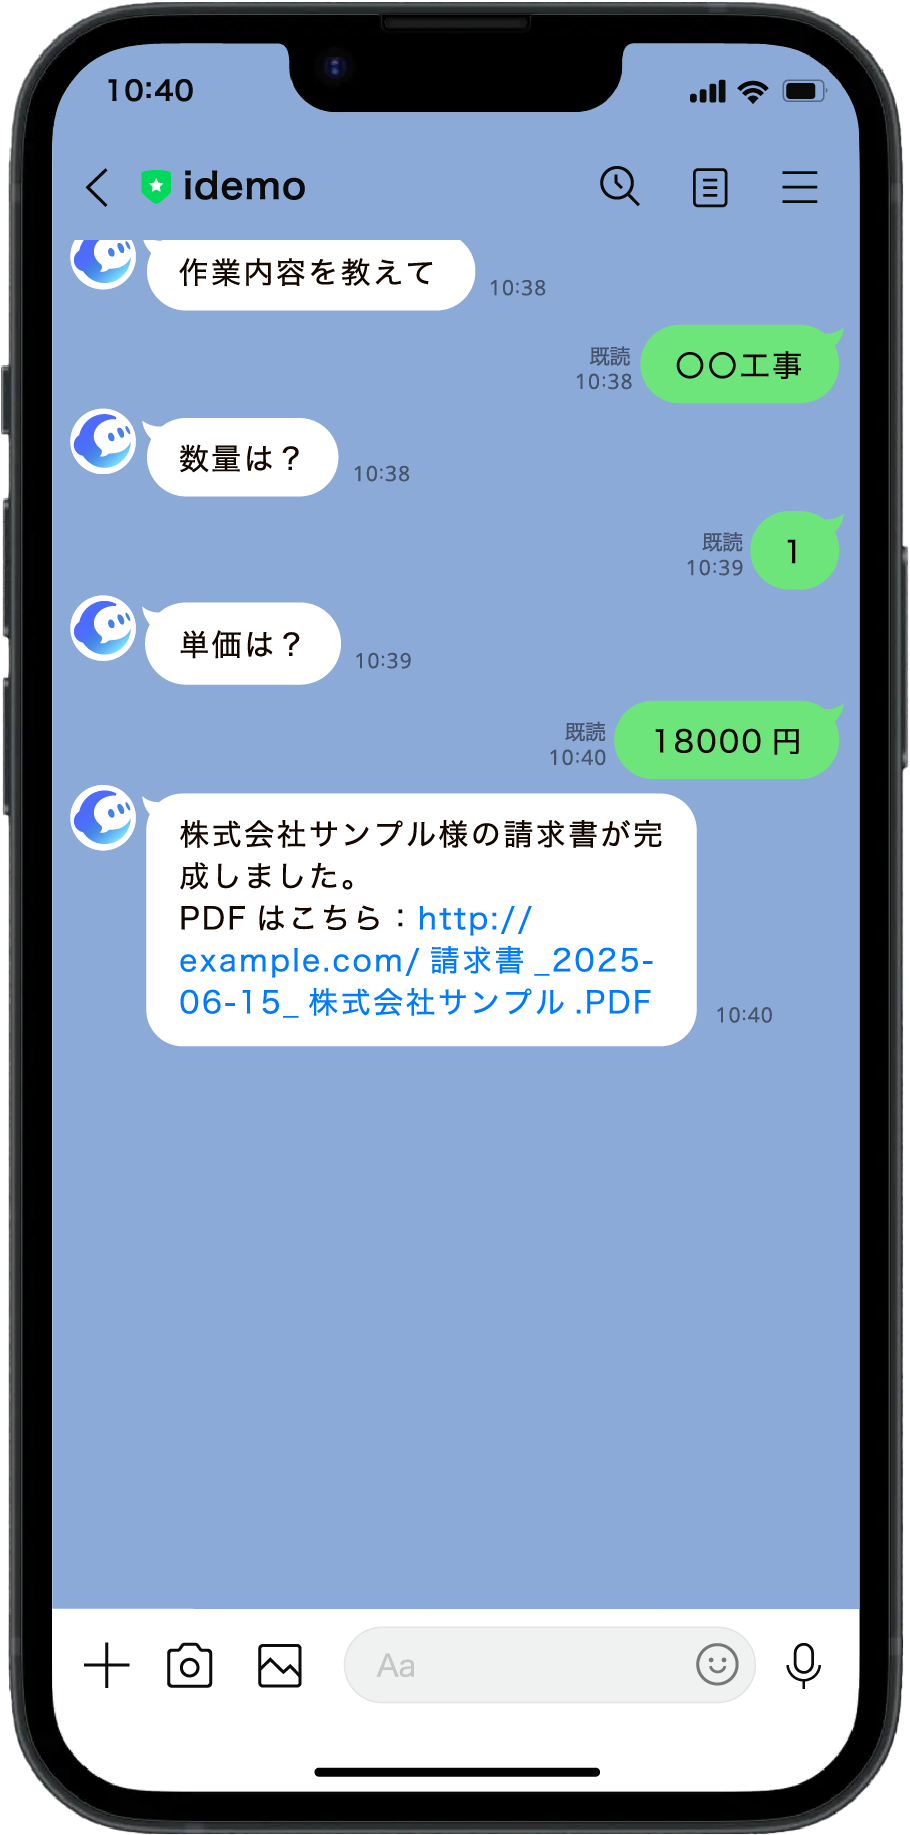 10:40
idemo
作業内容を教えて
10:38
既読
10:38
〇〇工事
数量は？
10:38
既読
10:39
1
単価は？
10:39
既読
10:40
18000 円
株式会社サンプル様の請求書が完
成しました。
PDF はこちら：http://
example.com/ 請求書 _2025-
06-15_ 株式会社サンプル .PDF
10:40
Aa